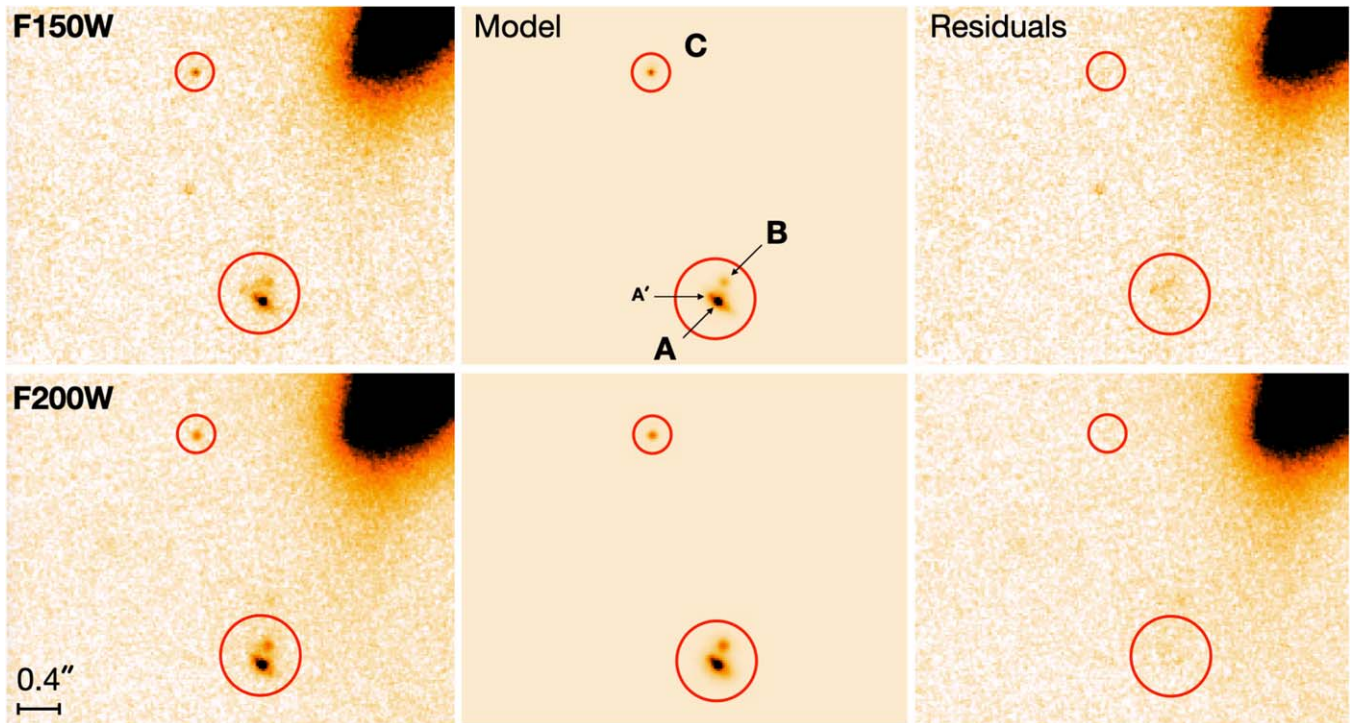 F150W
Model
Residuals
C
B
A′
A
F200W
0.4″